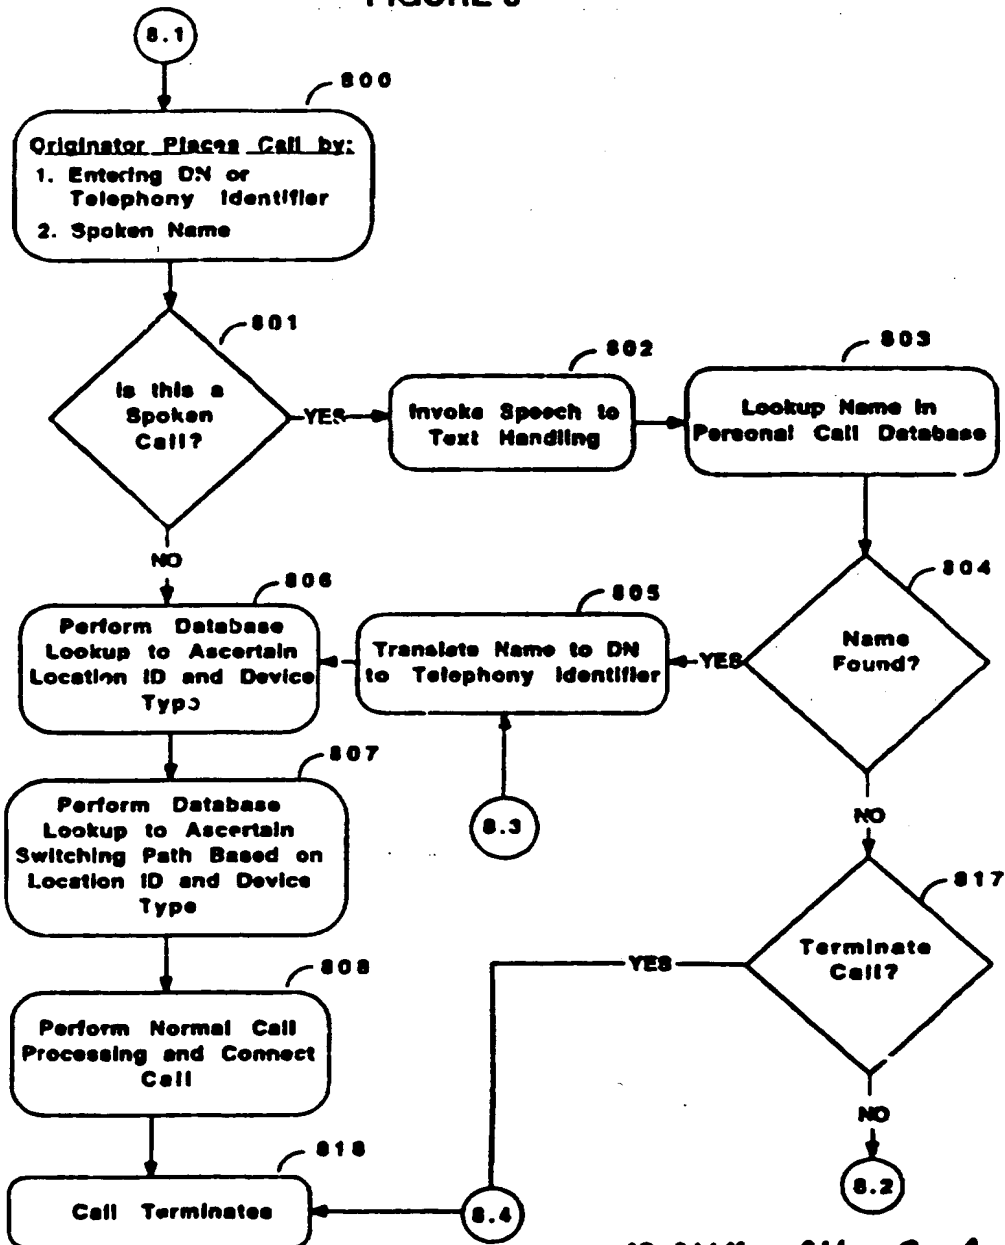 8.1
800
Originator Places Call by:
1. Entering DN or
Telephony Identifier
2. Spoken Name
801
Is this a
Spoken
Call?
YES
802
Invoke Speech to
Text Handling
803
Lookup Name in
Personal Call Database
NO
804
Name
Found?
YES
805
Translate Name to DN
to Telephony Identifier
806
Perform Database
Lookup to Ascertain
Location ID and Device
Type
8.3
807
Perform Database
Lookup to Ascertain
Switching Path Based on
Location ID and Device
Type
NO
817
Terminate
Call?
YES
808
Perform Normal Call
Processing and Connect
Call
NO
8.2
818
Call Terminates
8.4